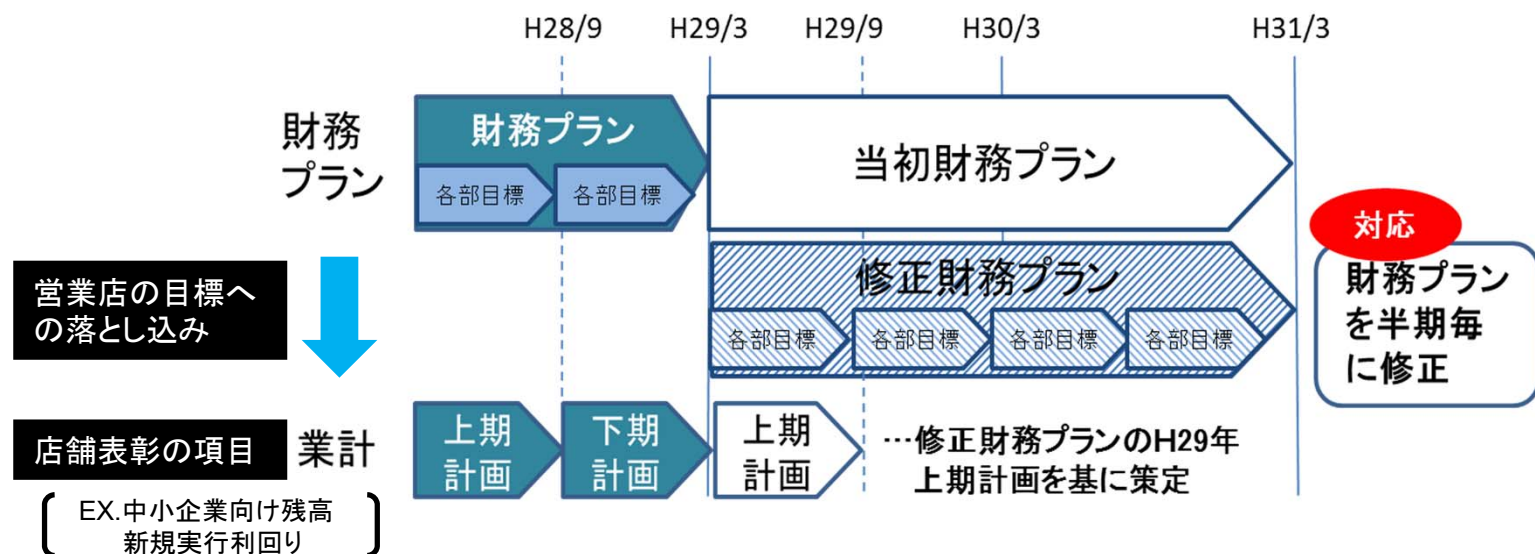 H28/9 H29/3 H29/9 H30/3 H31/3
財務
プラン
財務プラン
各部目標 各部目標
当初財務プラン
対応
財務プラン
を半期毎
に修正
修正財務プラン
各部目標 各部目標 各部目標 各部目標
営業店の目標へ
の落とし込み
店舗表彰の項目
業計
上期
計画
下期
計画
上期
計画
…修正財務プランのH29年
上期計画を基に策定
EX.中小企業向け残高
新規実行利回り